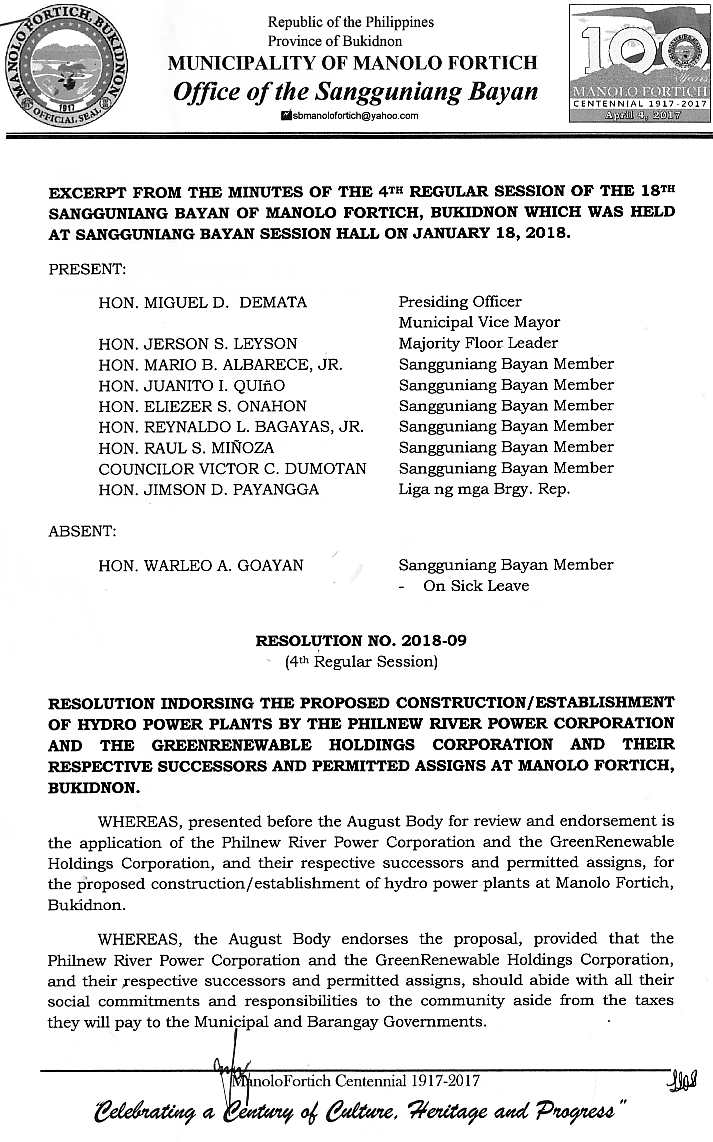 MANOLO FORTICH, BUKIDNON
1917
OFFICIAL SEAL
Republic of the Philippines
Province of Bukidnon
MUNICIPALITY OF MANOLO FORTICH
Office of the Sangguniang Bayan
sbmanolofortich@yahoo.com
100
Years
MANOLO FORTICH
CENTENNIAL 1917-2017
April 4, 2017
EXCERPT FROM THE MINUTES OF THE 4TH REGULAR SESSION OF THE 18TH
SANGGUNIANG BAYAN OF MANOLO FORTICH, BUKIDNON WHICH WAS HELD
AT SANGGUNIANG BAYAN SESSION HALL ON JANUARY 18, 2018.
PRESENT:
HON. MIGUEL D. DEMATA Presiding Officer
Municipal Vice Mayor
HON. JERSON S. LEYSON Majority Floor Leader
HON. MARIO B. ALBARECE, JR. Sangguniang Bayan Member
HON. JUANITO I. QUIñO Sangguniang Bayan Member
HON. ELIEZER S. ONAHON Sangguniang Bayan Member
HON. REYNALDO L. BAGAYAS, JR. Sangguniang Bayan Member
HON. RAUL S. MIÑOZA Sangguniang Bayan Member
COUNCILOR VICTOR C. DUMOTAN Sangguniang Bayan Member
HON. JIMSON D. PAYANGGA Liga ng mga Brgy. Rep.
ABSENT:
HON. WARLEO A. GOAYAN Sangguniang Bayan Member
- On Sick Leave
RESOLUTION NO. 2018-09
(4th Regular Session)
RESOLUTION INDORSING THE PROPOSED CONSTRUCTION/ESTABLISHMENT
OF HYDRO POWER PLANTS BY THE PHILNEW RIVER POWER CORPORATION
AND THE GREENRENEWABLE HOLDINGS CORPORATION AND THEIR
RESPECTIVE SUCCESSORS AND PERMITTED ASSIGNS AT MANOLO FORTICH,
BUKIDNON.
WHEREAS, presented before the August Body for review and endorsement is
the application of the Philnew River Power Corporation and the GreenRenewable
Holdings Corporation, and their respective successors and permitted assigns, for
the proposed construction/establishment of hydro power plants at Manolo Fortich,
Bukidnon.
WHEREAS, the August Body endorses the proposal, provided that the
Philnew River Power Corporation and the GreenRenewable Holdings Corporation,
and their respective successors and permitted assigns, should abide with all their
social commitments and responsibilities to the community aside from the taxes
they will pay to the Municipal and Barangay Governments.
ManoloFortich Centennial 1917-2017
"Celebrating a Century of Culture, Heritage and Progress"